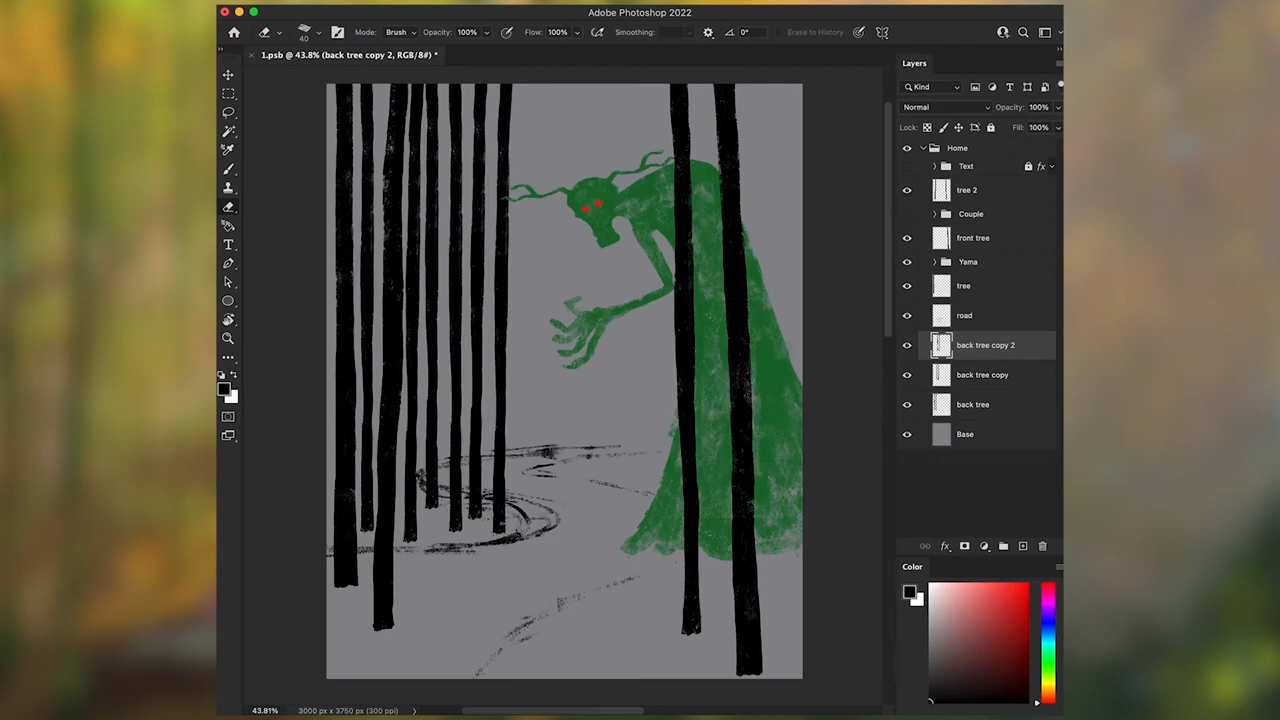 Adobe Photoshop 2022
40
Mode: Brush Opacity: 100% Flow: 100% Smoothing: 0° Erase to History
1.psb @ 43.8% (back tree copy 2, RGB/8#) *
Layers
Kind
Normal Opacity: 100%
Lock: Fill: 100%
Home
Text fx
tree 2
Couple
front tree
Yama
tree
road
back tree copy 2
back tree copy
back tree
Base
fx
Color
43.81% 3000 px x 3750 px (300 ppi)